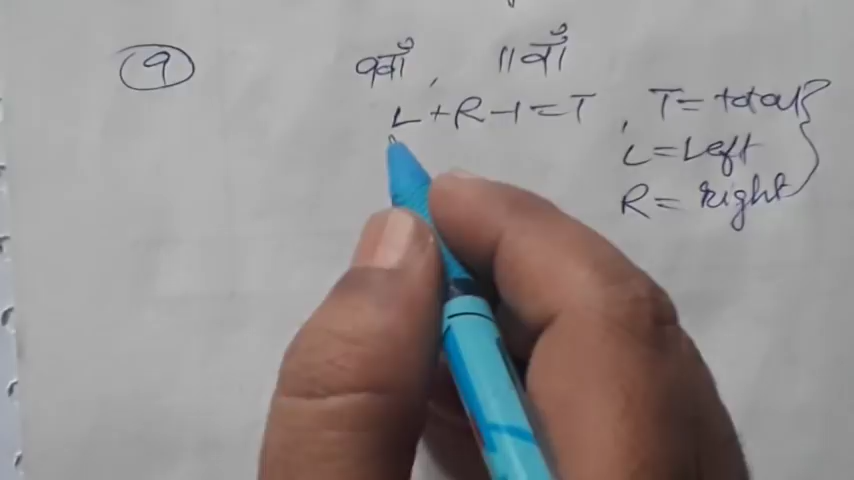 9 9वाँ, 11वाँ
L+R-1=T, T=total
L=Left
R=Right